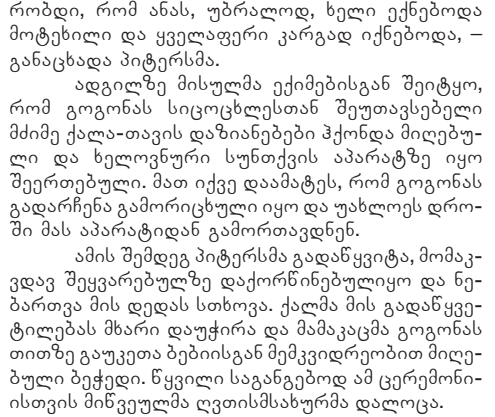 რობდი, რომ ანას, უბრალოდ, ხელი ექნებოდა
მოტეხილი და ყველაფერი კარგად იქნებოდა, –
განაცხადა პიტერსმა.
ადგილზე მისულმა ექიმებისგან შეიტყო,
რომ გოგონას სიცოცხლესთან შეუთავსებელი
მძიმე ქალა-თავის დაზიანებები ჰქონდა მიღებუ-
ლი და ხელოვნური სუნთქვის აპარატზე იყო
შეერთებული. მათ იქვე დაამატეს, რომ გოგონას
გადარჩენა გამორიცხული იყო და უახლოეს დრო-
ში მას აპარატიდან გამორთავდნენ.
ამის შემდეგ პიტერსმა გადაწყვიტა, მომაკ-
ვდავ შეყვარებულზე დაქორწინებულიყო და ნე-
ბართვა მის დედას სთხოვა. ქალმა მის გადაწყვე-
ტილებას მხარი დაუჭირა და მამაკაცმა გოგონას
თითზე გაუკეთა ბებიისგან მემკვიდრეობით მიღე-
ბული ბეჭედი. წყვილი საგანგებოდ ამ ცერემონი-
ისთვის მიწვეულმა ღვთისმსახურმა დალოცა.